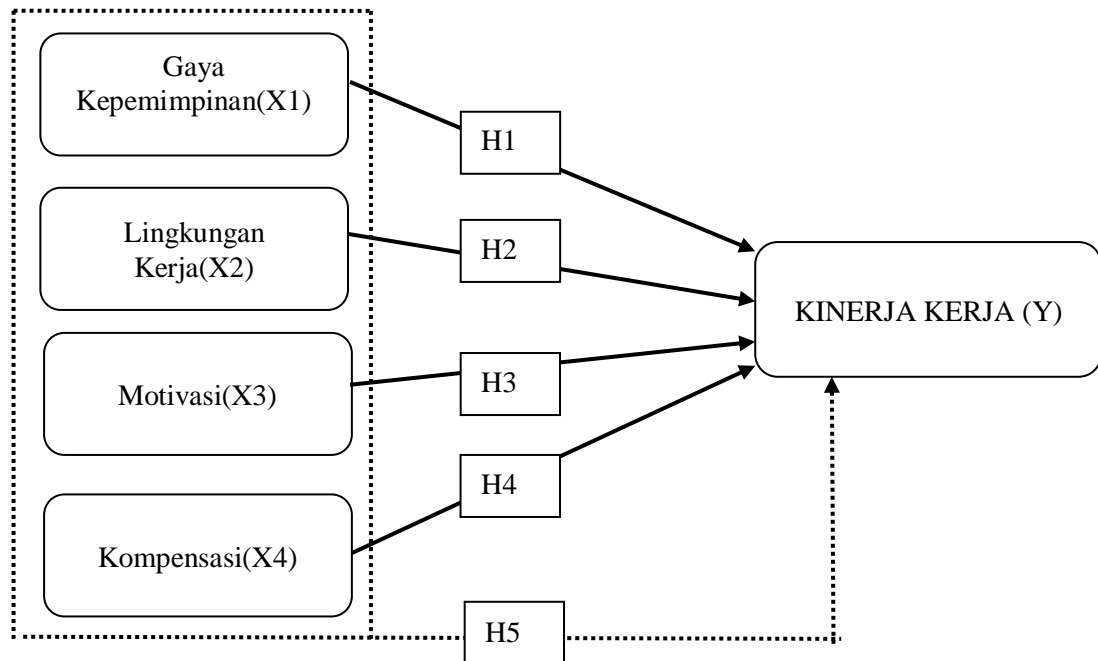 Gaya
Kepemimpinan(X1)
H1
Lingkungan
Kerja(X2)
H2
KINERJA KERJA (Y)
Motivasi(X3)
H3
H4
Kompensasi(X4)
H5